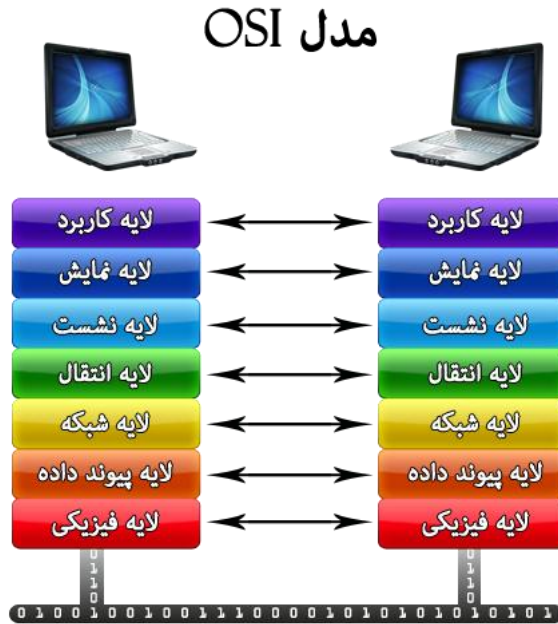 مدل OSI
لایه کاربرد
لایه کاربرد
لایه نمایش
لایه نمایش
لایه نشست
لایه نشست
لایه انتقال
لایه انتقال
لایه شبکه
لایه شبکه
لایه پیوند داده
لایه پیوند داده
لایه فیزیکی
لایه فیزیکی